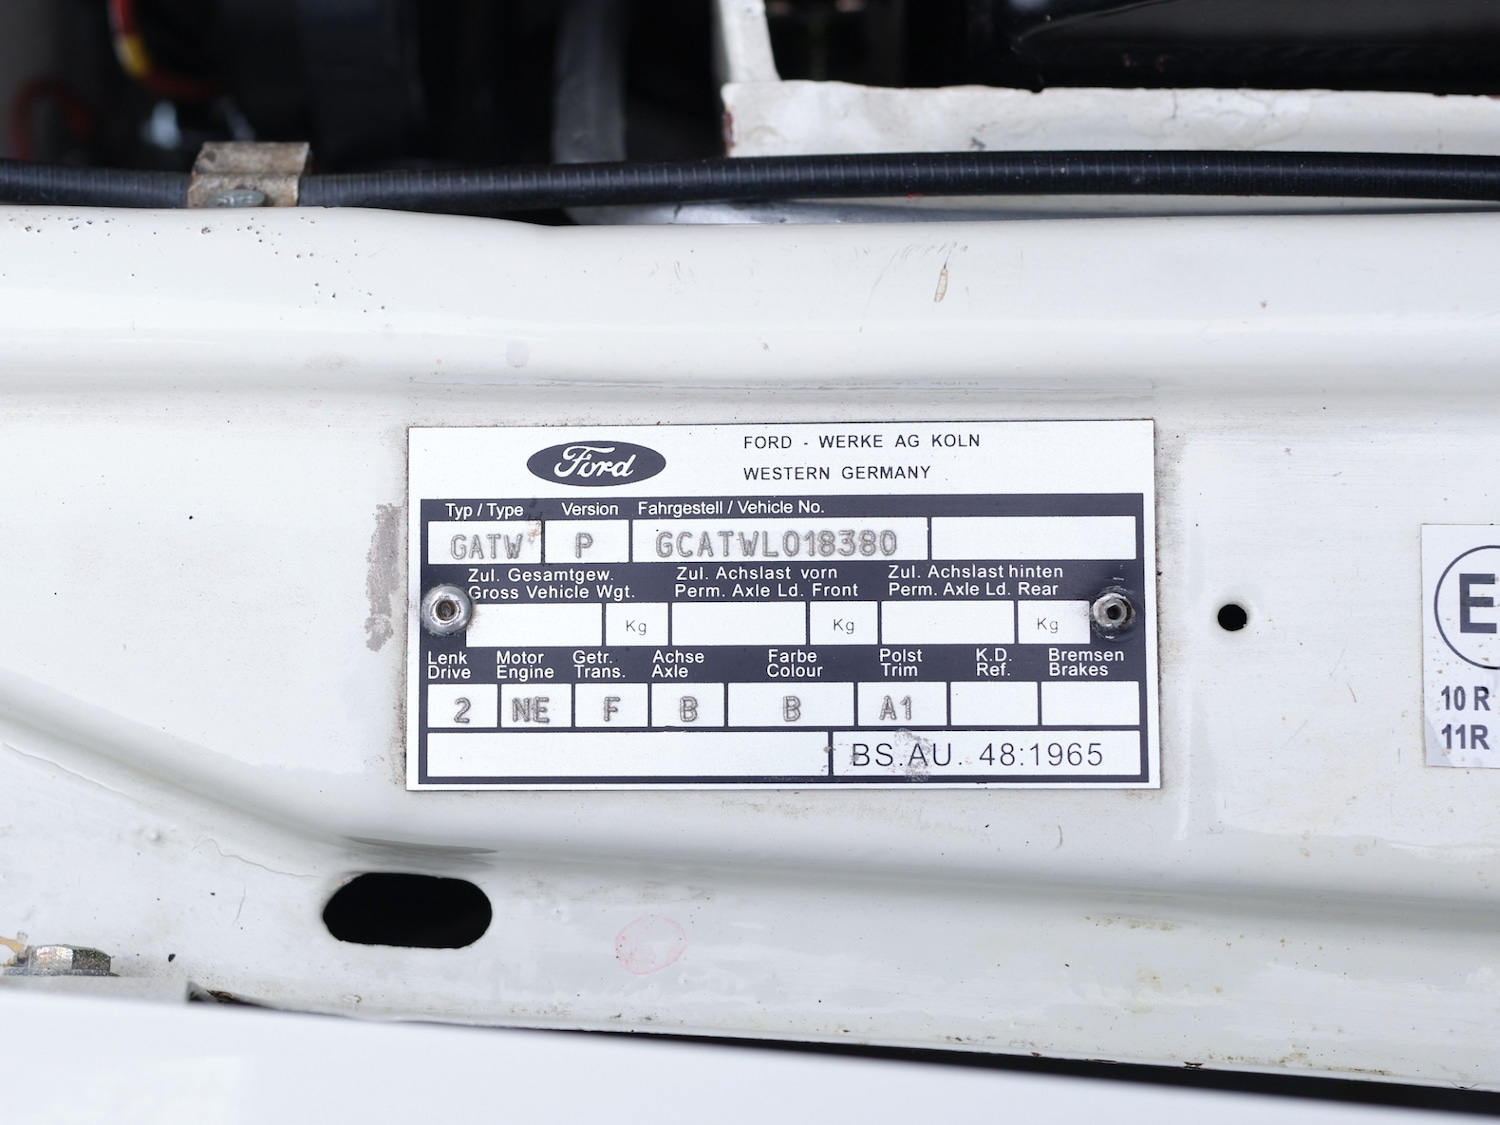 Ford
FORD - WERKE AG KOLN
WESTERN GERMANY
Typ / Type Version Fahrgestell / Vehicle No.
GATW P GCATWL018380
Zul. Gesamtgew. Zul. Achslast vorn Zul. Achslast hinten
Gross Vehicle Wgt. Perm. Axle Ld. Front Perm. Axle Ld. Rear
Kg Kg Kg
Lenk Motor Getr. Achse Farbe Polst K.D. Bremsen
Drive Engine Trans. Axle Colour Trim Ref. Brakes
2 NE F B B A1
BS.AU. 48:1965
E
10 R
11R